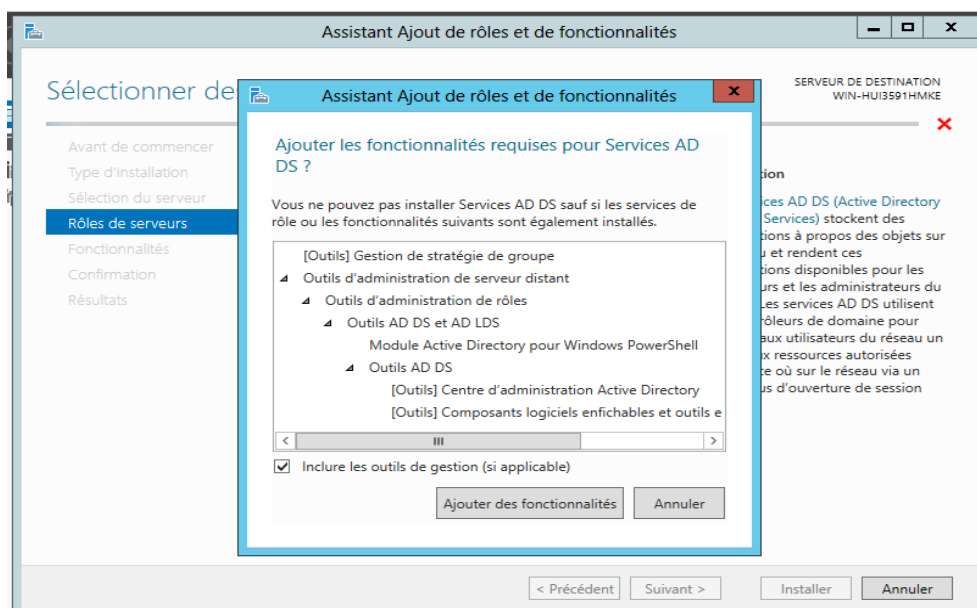 Assistant Ajout de rôles et de fonctionnalités
Sélectionner de
SERVEUR DE DESTINATION
WIN-HUI3591HMKE
Avant de commencer
Type d'installation
Sélection du serveur
Rôles de serveurs
Fonctionnalités
Confirmation
Résultats
Assistant Ajout de rôles et de fonctionnalités
Ajouter les fonctionnalités requises pour Services AD
DS ?
Vous ne pouvez pas installer Services AD DS sauf si les services de
rôle ou les fonctionnalités suivants sont également installés.
[Outils] Gestion de stratégie de groupe
Outils d'administration de serveur distant
Outils d'administration de rôles
Outils AD DS et AD LDS
Module Active Directory pour Windows PowerShell
Outils AD DS
[Outils] Centre d'administration Active Directory
[Outils] Composants logiciels enfichables et outils e
Inclure les outils de gestion (si applicable)
Ajouter des fonctionnalités
Annuler
tion
ices AD DS (Active Directory
Services) stockent des
tions à propos des objets sur
u et rendent ces
tions disponibles pour les
urs et les administrateurs du
Les services AD DS utilisent
rôleurs de domaine pour
aux utilisateurs du réseau un
x ressources autorisées
te où sur le réseau via un
us d'ouverture de session
< Précédent
Suivant >
Installer
Annuler